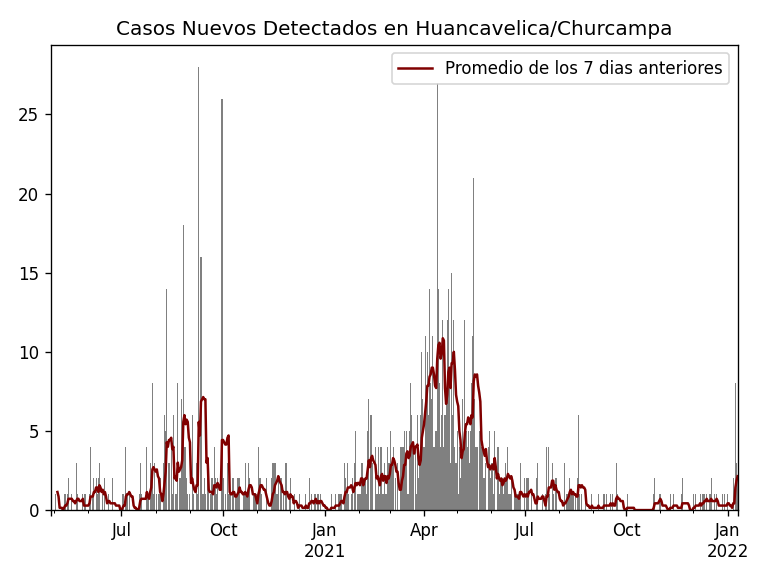 Casos Nuevos Detectados en Huancavelica/Churcampa
Promedio de los 7 dias anteriores
25
20
15
10
5
0
Jul
Oct
Jan
2021
Apr
Jul
Oct
Jan
2022